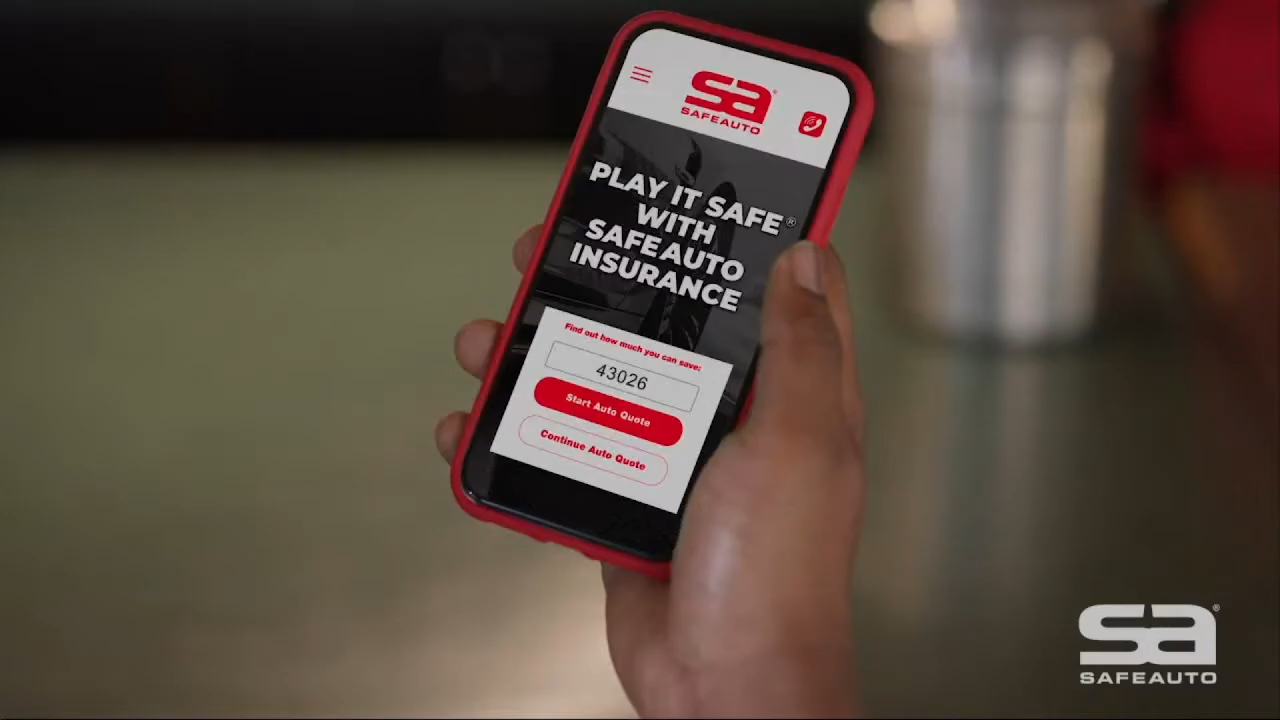 sa®
SAFEAUTO
PLAY IT SAFE®
WITH
SAFEAUTO
INSURANCE
Find out how much you can save:
43026
Start Auto Quote
Continue Auto Quote
sa®
SAFEAUTO